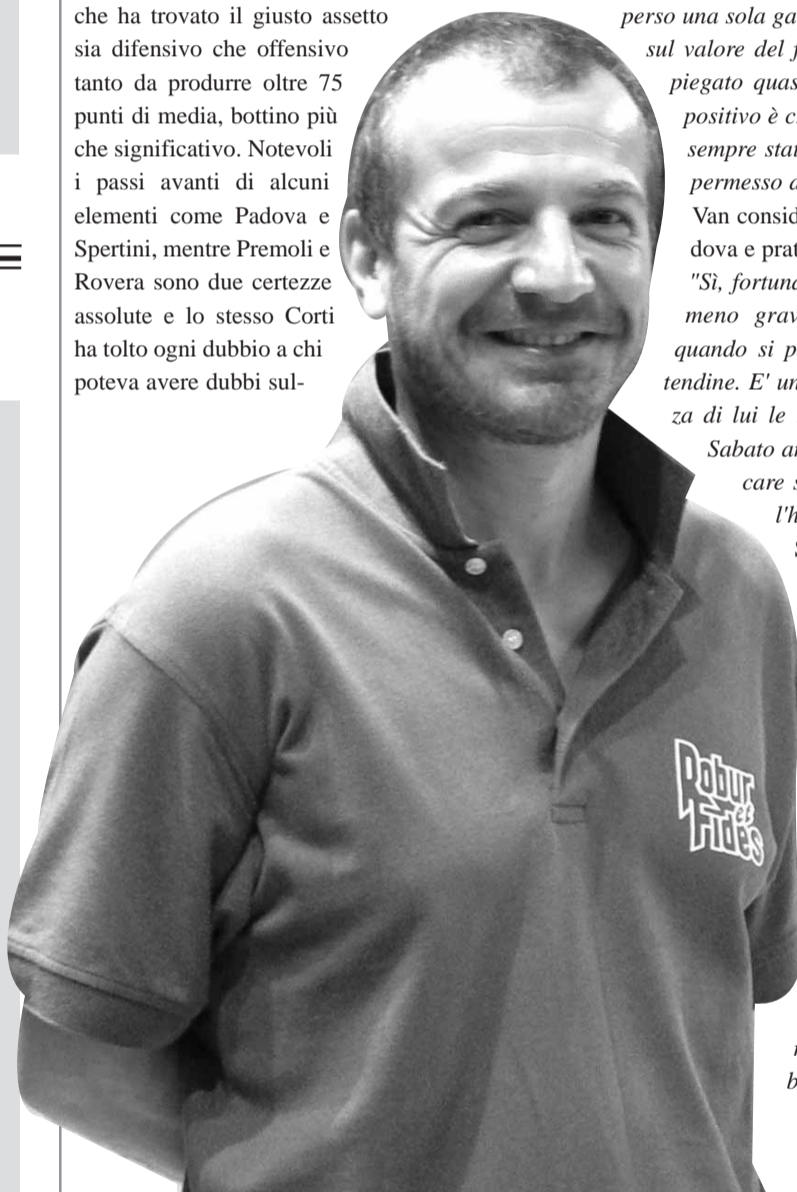 che ha trovato il giusto assetto
sia difensivo che offensivo
tanto da produrre oltre 75
punti di media, bottino più
che significativo. Notevoli
i passi avanti di alcuni
elementi come Padova e
Spertini, mentre Premoli e
Rovera sono due certezze
assolute e lo stesso Corti
ha tolto ogni dubbio a chi
poteva avere dubbi sul-
perso una sola ga
sul valore del
piegato quas
positivo è c
sempre stat
permesso
Van consid
dova e prat
"Sì, fortuna
meno grav
quando si p
tendine. E' un
za di lui le
Sabato
care s
l'h
Robur
et
Fides
b